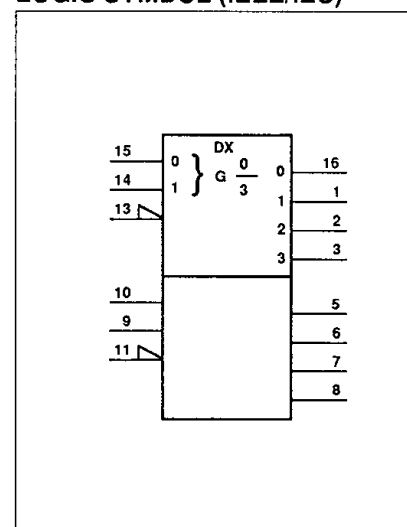 LOGIC SYMBOL (IEEE/IEC)
DX
15 0 } G 0/3 0 16
14 1 1 1
13 2 2
3 3
10 5
9 6
11 7
8